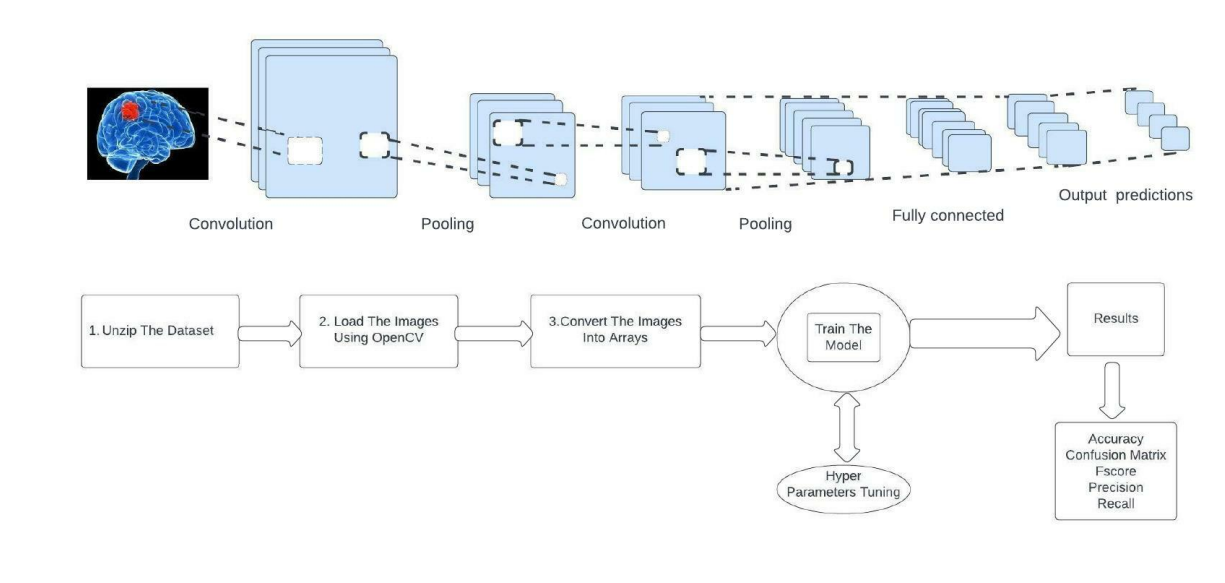 Convolution
Pooling
Convolution
Pooling
Fully connected
Output predictions
1. Unzip The Dataset
2. Load The Images
Using OpenCV
3.Convert The Images
Into Arrays
Train The
Model
Results
Hyper
Parameters Tuning
Accuracy
Confusion Matrix
Fscore
Precision
Recall